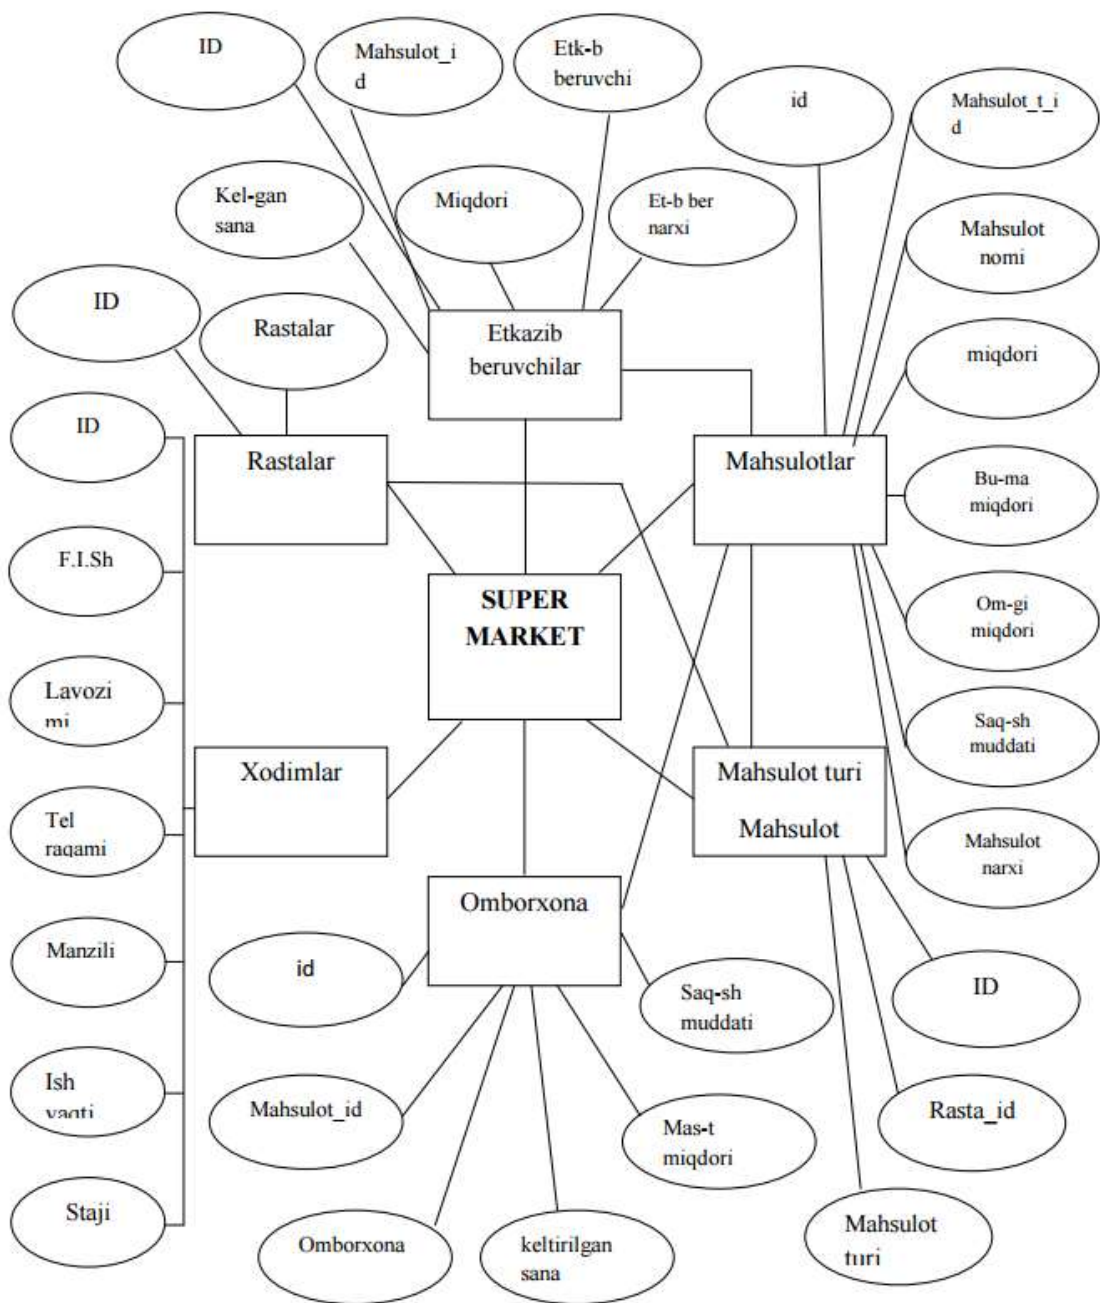 ID
Mahsulot_i
d
Etk-b
beruvchi
id
Mahsulot_t_i
d
Kel-gan
sana
Miqdori
Et-b ber
narxi
Mahsulot
nomi
ID
Rastalar
Etkazib
beruvchilar
miqdori
ID
Rastalar
Mahsulotlar
Bu-ma
miqdori
F.I.Sh
SUPER
MARKET
Om-gi
miqdori
Lavozi
mi
Saq-sh
muddati
Xodimlar
Mahsulot turi
Mahsulot
Tel
raqami
Mahsulot
narxi
Omborxona
Manzili
id
Saq-sh
muddati
ID
Ish
vaqti
Mahsulot_id
Mas-t
miqdori
Rasta_id
Staji
Omborxona
keltirilgan
sana
Mahsulot
turi